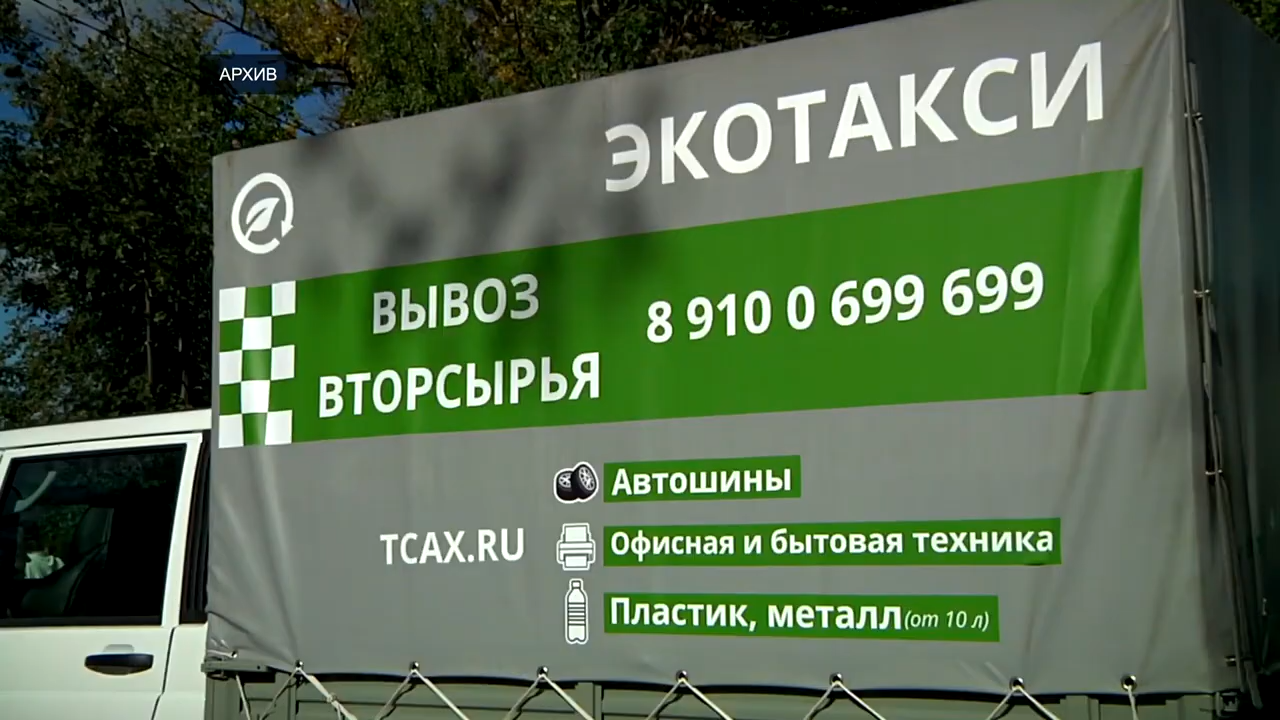 АРХИВ
ЭКОТАКСИ
ВЫВОЗ
ВТОРСЫРЬЯ
8 910 0 699 699
Автошины
TCAX.RU
Офисная и бытовая техника
Пластик, металл (от 10 л)